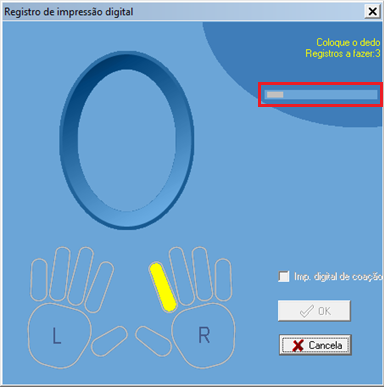 Registro de impressão digital
Coloque o dedo
Registros a fazer:3
L
R
Imp. digital de coação
OK
Cancela